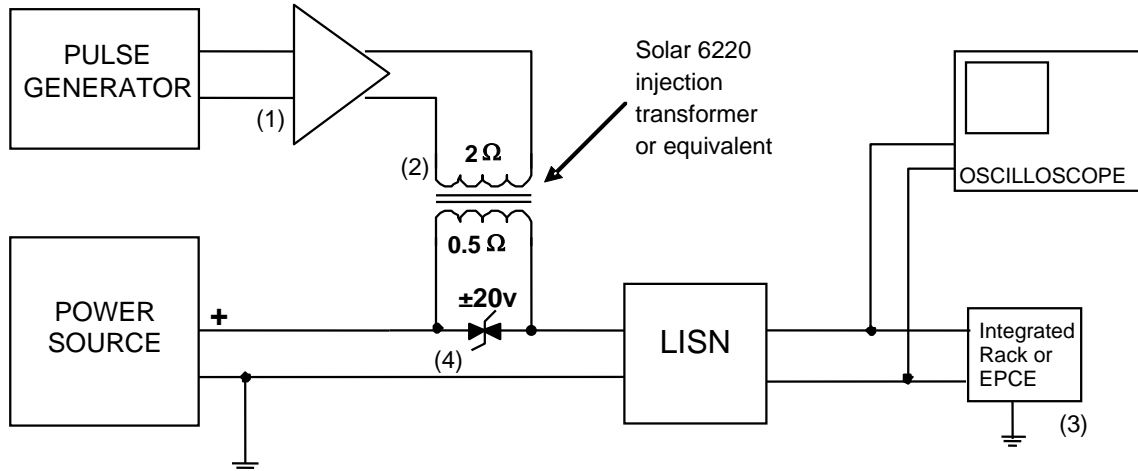 PULSE
GENERATOR
(1)
Solar 6220
injection
transformer
or equivalent
(2)
2 Ω
0.5 Ω
OSCILLOSCOPE
POWER
SOURCE
+
±20v
(4)
LISN
Integrated
Rack or
EPCE
(3)